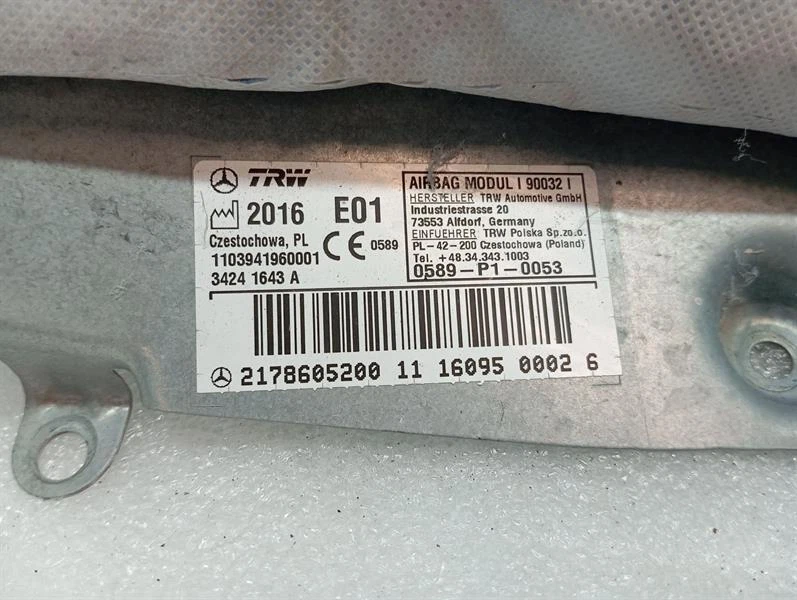 TRW
2016 E01
Czestochowa, PL
1103941960001
3424 1643 A
CE 0589
AIRBAG MODUL I 90032 I
HERSTELLER TRW Automotive GmbH
Industriestrasse 20
73553 Alfdorf, Germany
EINFUEHRER TRW Polska Sp.zo.o.
PL-42-200 Czestochowa (Poland)
Tel. +48.34.343.1003
0589-P1-0053
2178605200 11 16095 0002 6